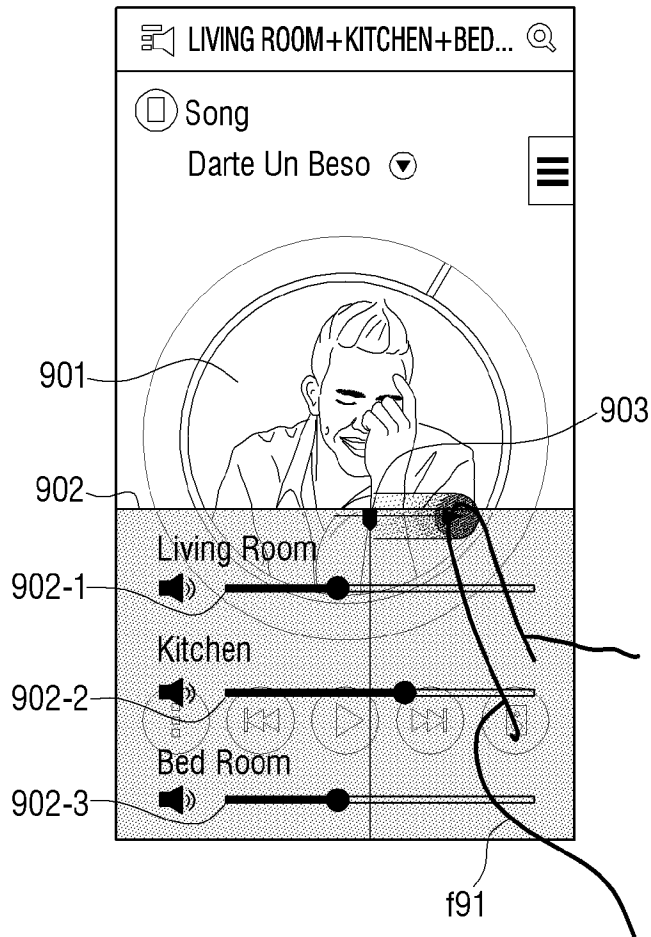 LIVING ROOM+KITCHEN+BED...
Song
Darte Un Beso
901
903
902
Living Room
902-1
Kitchen
902-2
Bed Room
902-3
f91